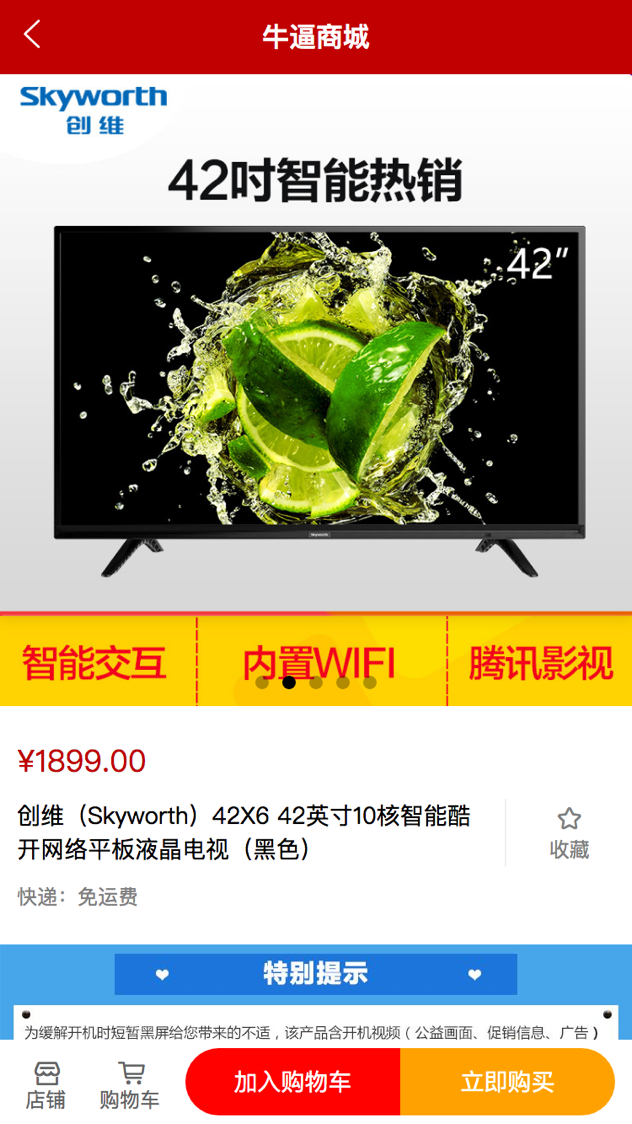 牛逼商城
Skyworth
创维
42吋智能热销
42"
Skyworth
智能交互 内置WIFI 腾讯影视
¥1899.00
创维（Skyworth）42X6 42英寸10核智能酷
开网络平板液晶电视（黑色）
收藏
快递：免运费
特别提示
为缓解开机时短暂黑屏给您带来的不适，该产品含开机视频（公益画面、促销信息、广告）
店铺 购物车 加入购物车 立即购买